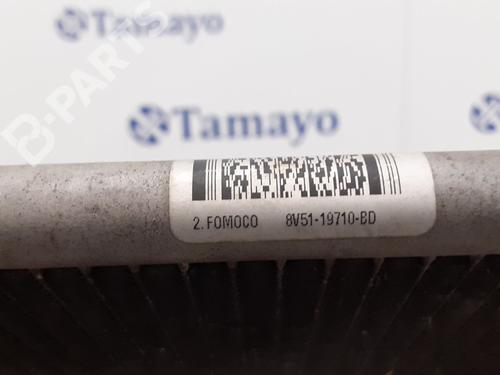 Tamayo
B-PARTS
Tamayo
2. FOMOCO 8V51-19710-BD